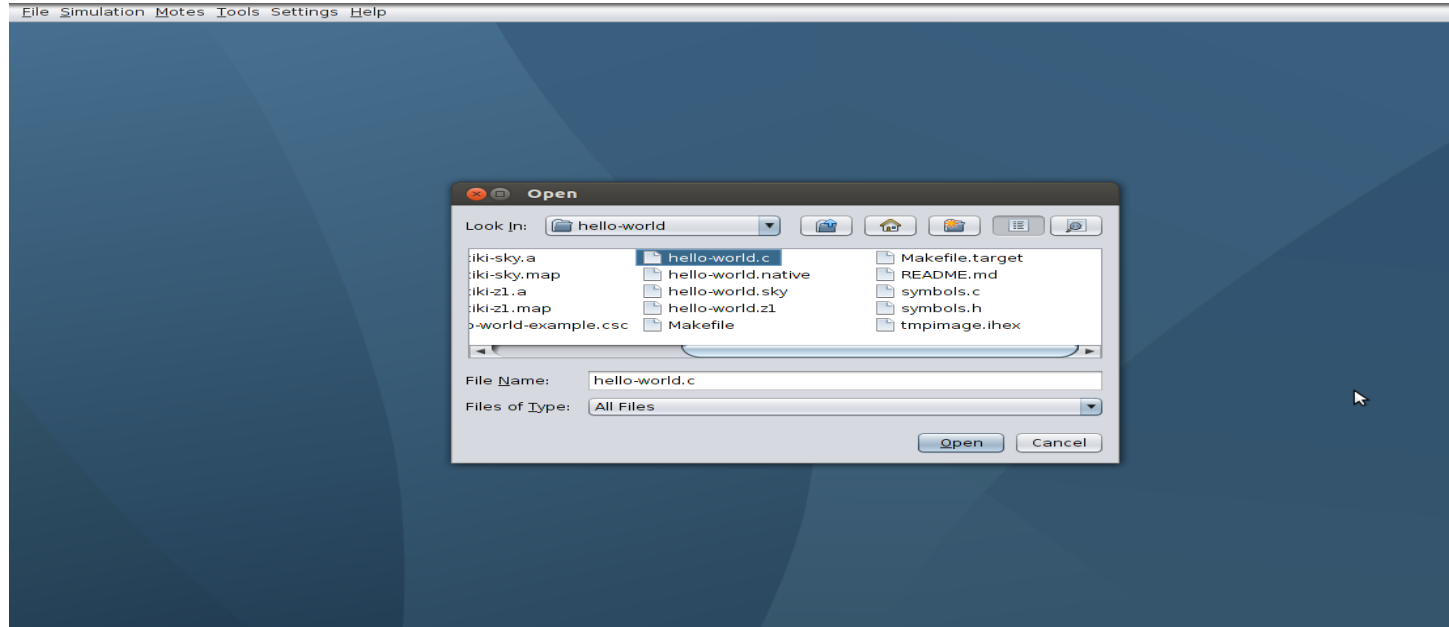 File Simulation Motes Tools Settings Help
Open
Look In: hello-world
iki-sky.a hello-world.c Makefile.target
iki-sky.map hello-world.native README.md
iki-z1.a hello-world.sky symbols.c
iki-z1.map hello-world.z1 symbols.h
o-world-example.csc Makefile tmpimage.ihex
File Name: hello-world.c
Files of Type: All Files
Open Cancel